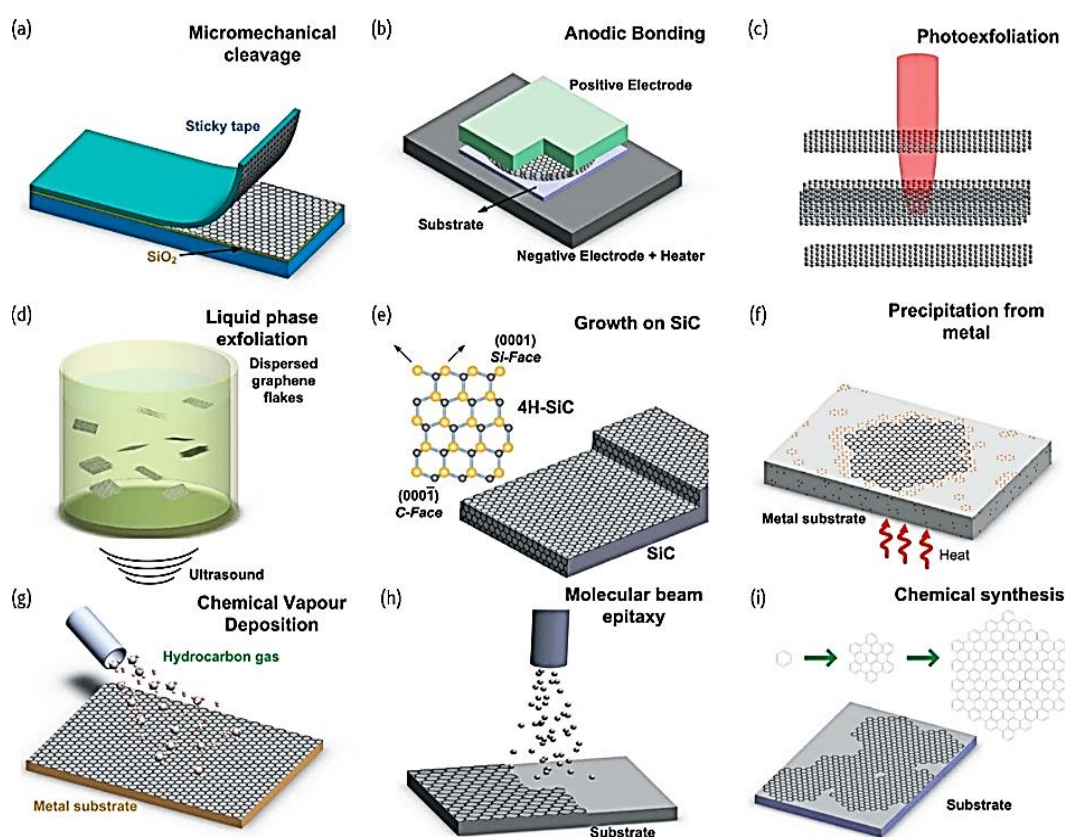 (a)
Micromechanical
cleavage
Sticky tape
SiO₂
(b)
Anodic Bonding
Positive Electrode
Substrate
Negative Electrode + Heater
(c)
Photoexfoliation
(d)
Liquid phase
exfoliation
Dispersed
graphene
flakes
Ultrasound
(e)
Growth on SiC
(0001)
Si-Face
4H-SiC
(0001̅)
C-Face
SiC
(f)
Precipitation from
metal
Metal substrate
Heat
(g)
Chemical Vapour
Deposition
Hydrocarbon gas
Metal substrate
(h)
Molecular beam
epitaxy
Substrate
(i)
Chemical synthesis
Substrate